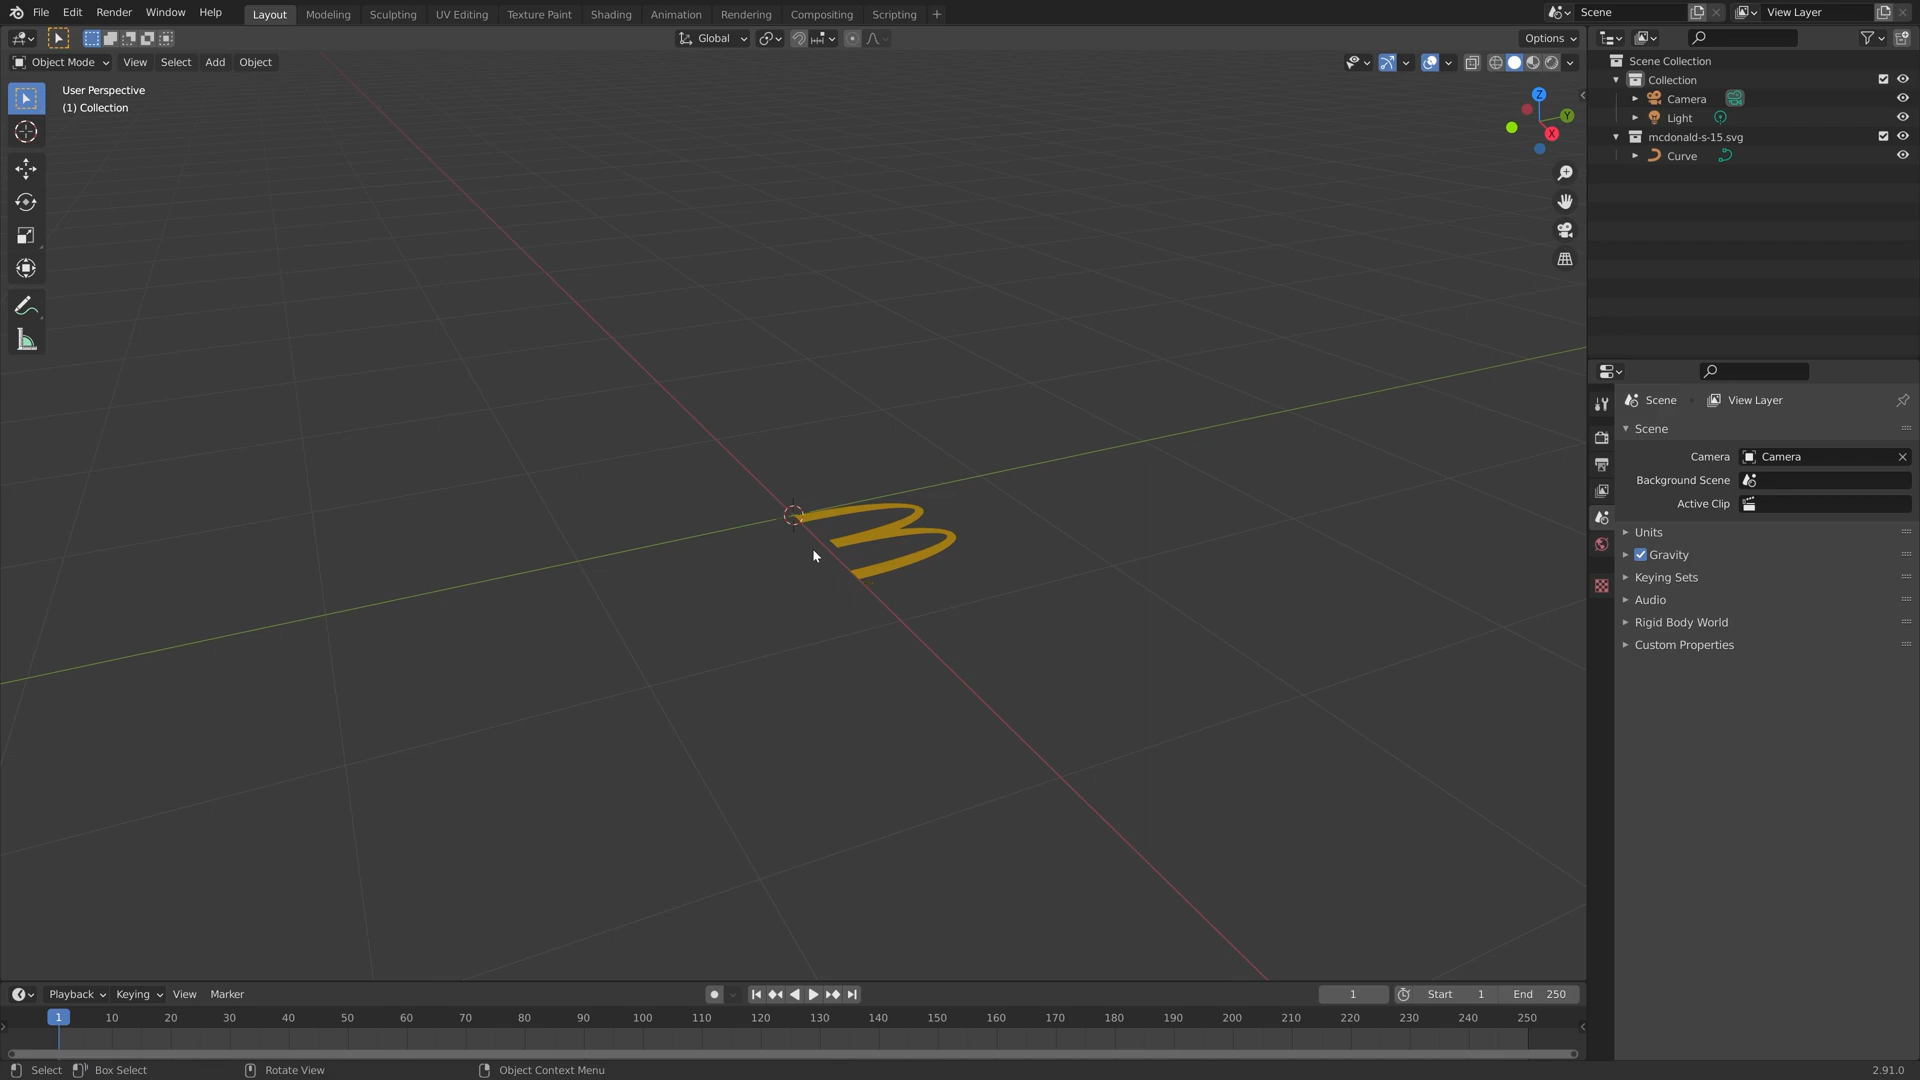 File Edit Render Window Help Layout Modeling Sculpting UV Editing Texture Paint Shading Animation Rendering Compositing Scripting + Scene View Layer
Global Options
Object Mode View Select Add Object
User Perspective
(1) Collection
Z
Y
X
Scene Collection
Collection
Camera
Light
mcdonald-s-15.svg
Curve
Scene View Layer
Scene
Camera Camera
Background Scene
Active Clip
Units
Gravity
Keying Sets
Audio
Rigid Body World
Custom Properties
Playback Keying View Marker 1 Start 1 End 250
1 10 20 30 40 50 60 70 80 90 100 110 120 130 140 150 160 170 180 190 200 210 220 230 240 250
Select Box Select Rotate View Object Context Menu 2.91.0